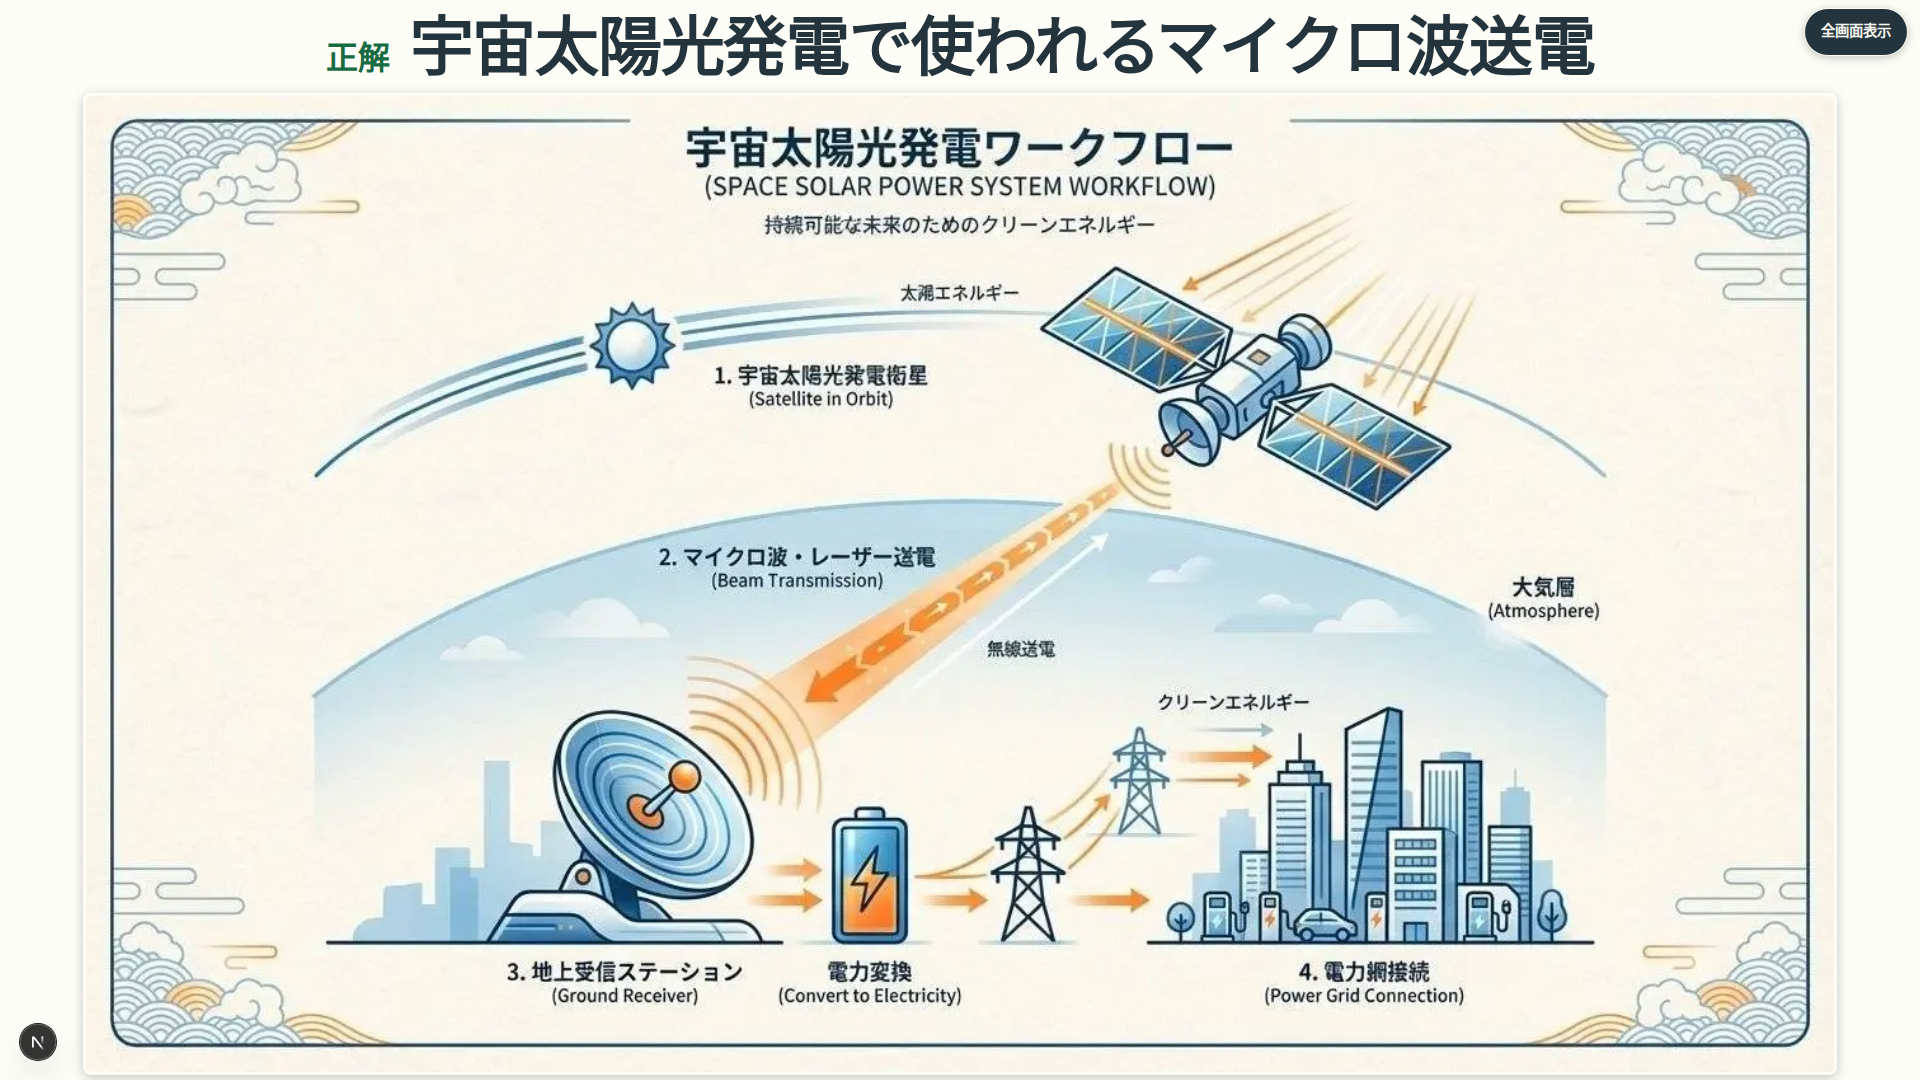 正解 宇宙太陽光発電で使われるマイクロ波送電
全画面表示
宇宙太陽光発電ワークフロー
(SPACE SOLAR POWER SYSTEM WORKFLOW)
持続可能な未来のためのクリーンエネルギー
エネルギー
1. 宇宙太陽光発電衛星
(Satellite in Orbit)
2. マイクロ波・レーザー送電
(Beam Transmission)
大気層
(Atmosphere)
無線送電
クリーンエネルギー
3. 地上受信ステーション
(Ground Receiver)
電力変換
(Convert to Electricity)
4. 電力網接続
(Power Grid Connection)
N